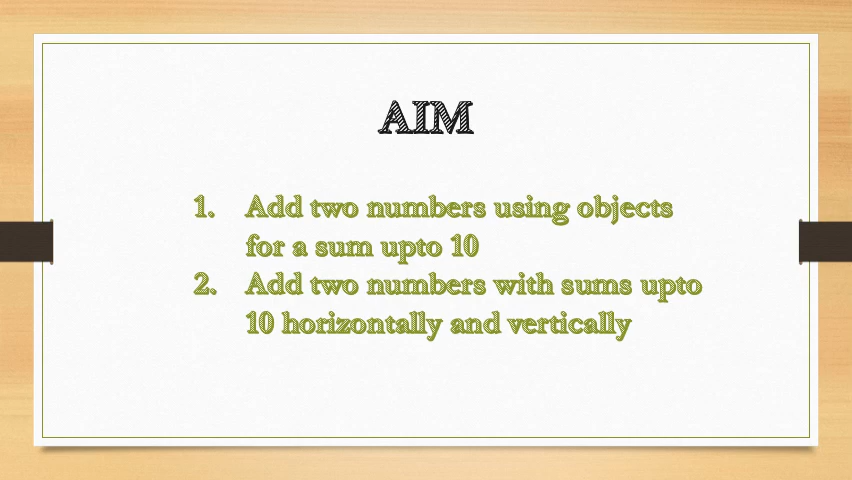 AIM
1. Add two numbers using objects
for a sum upto 10
2. Add two numbers with sums upto
10 horizontally and vertically